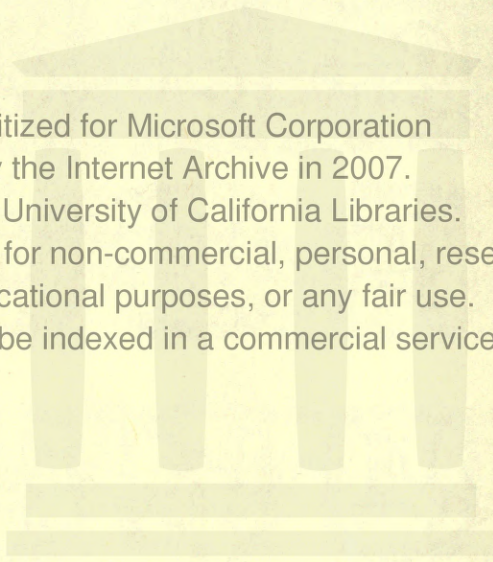 itized for Microsoft Corporation
the Internet Archive in 2007.
University of California Libraries.
for non-commercial, personal, rese
cational purposes, or any fair use.
be indexed in a commercial service